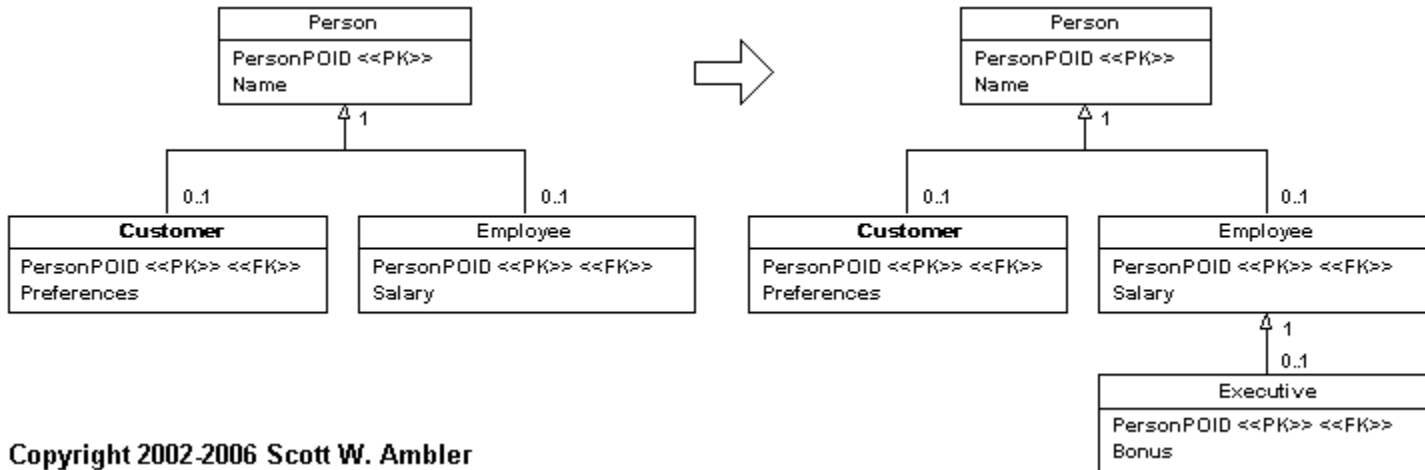 Person
PersonPOID <<PK>>
Name
1
0..1
0..1
Customer
PersonPOID <<PK>> <<FK>>
Preferences
Employee
PersonPOID <<PK>> <<FK>>
Salary
Person
PersonPOID <<PK>>
Name
1
0..1
0..1
Customer
PersonPOID <<PK>> <<FK>>
Preferences
Employee
PersonPOID <<PK>> <<FK>>
Salary
1
0..1
Executive
PersonPOID <<PK>> <<FK>>
Bonus
Copyright 2002-2006 Scott W. Ambler